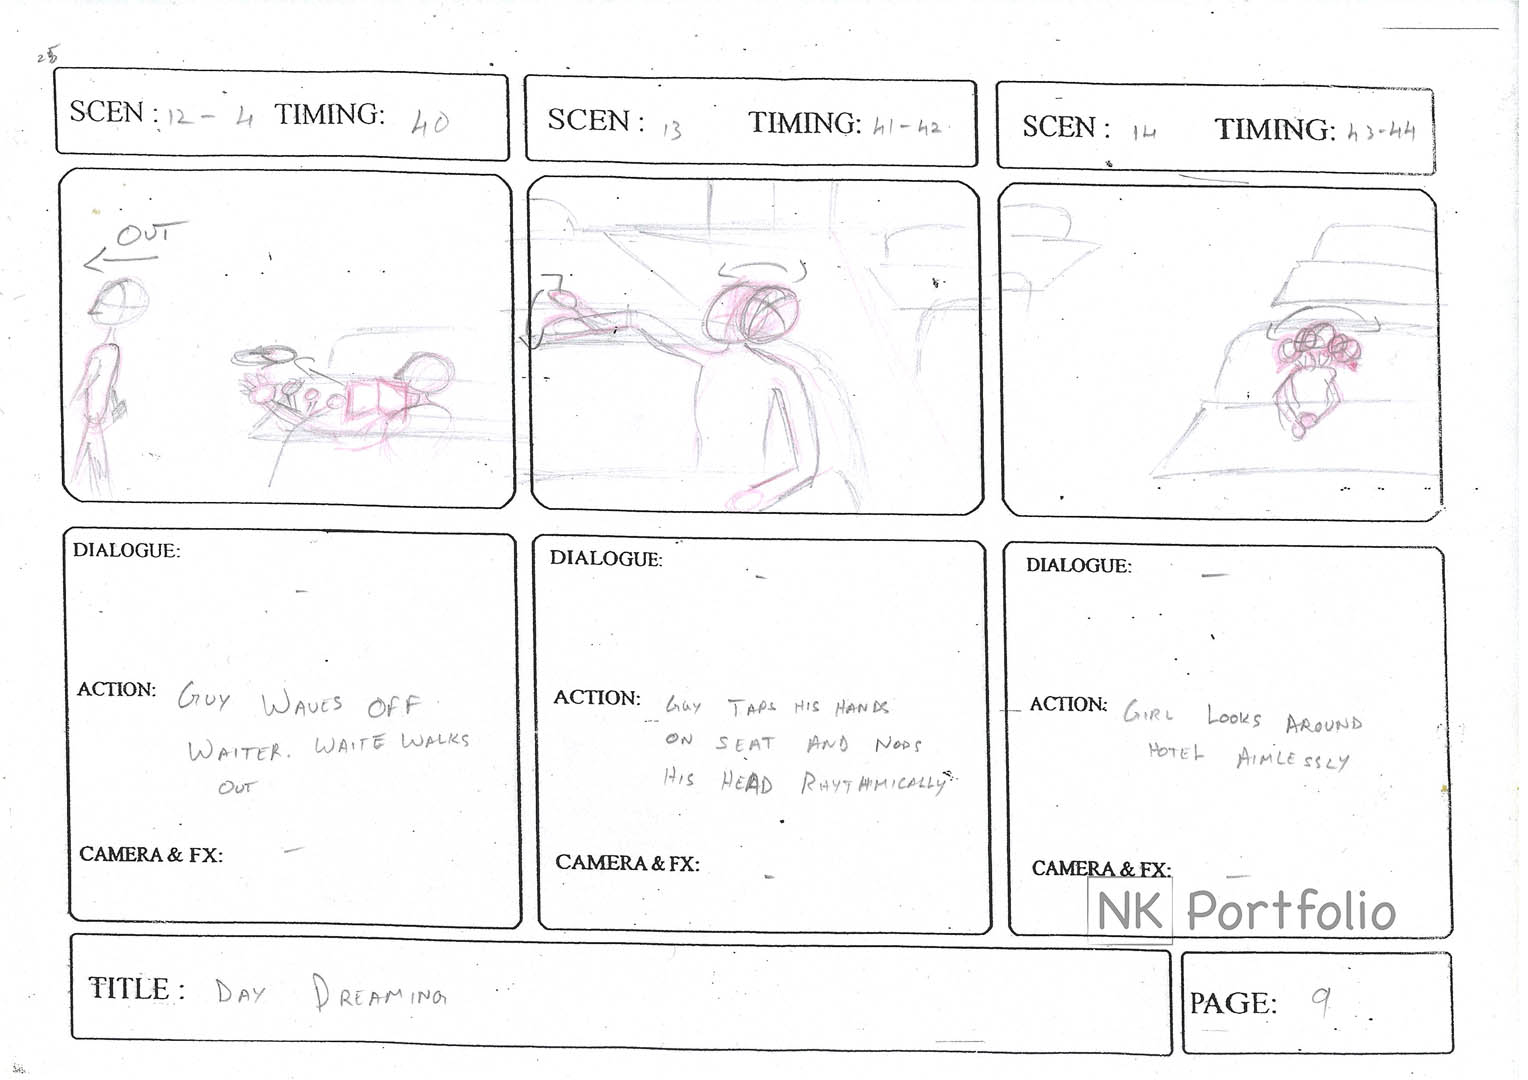 25
SCEN : 12 - 4 TIMING: 40
SCEN : 13 TIMING: 41-42
SCEN : 14 TIMING: 43-44
OUT
DIALOGUE: -
ACTION: GUY WAVES OFF
WAITER. WAITE WALKS
OUT
CAMERA & FX: -
DIALOGUE: -
ACTION: GUY TAPS HIS HANDS
ON SEAT AND NODS
HIS HEAD RHYTHMICALLY
CAMERA & FX: -
DIALOGUE: -
ACTION: GIRL LOOKS AROUND
HOTEL AIMLESSLY
CAMERA & FX: -
NK Portfolio
TITLE : DAY DREAMING
PAGE: 9